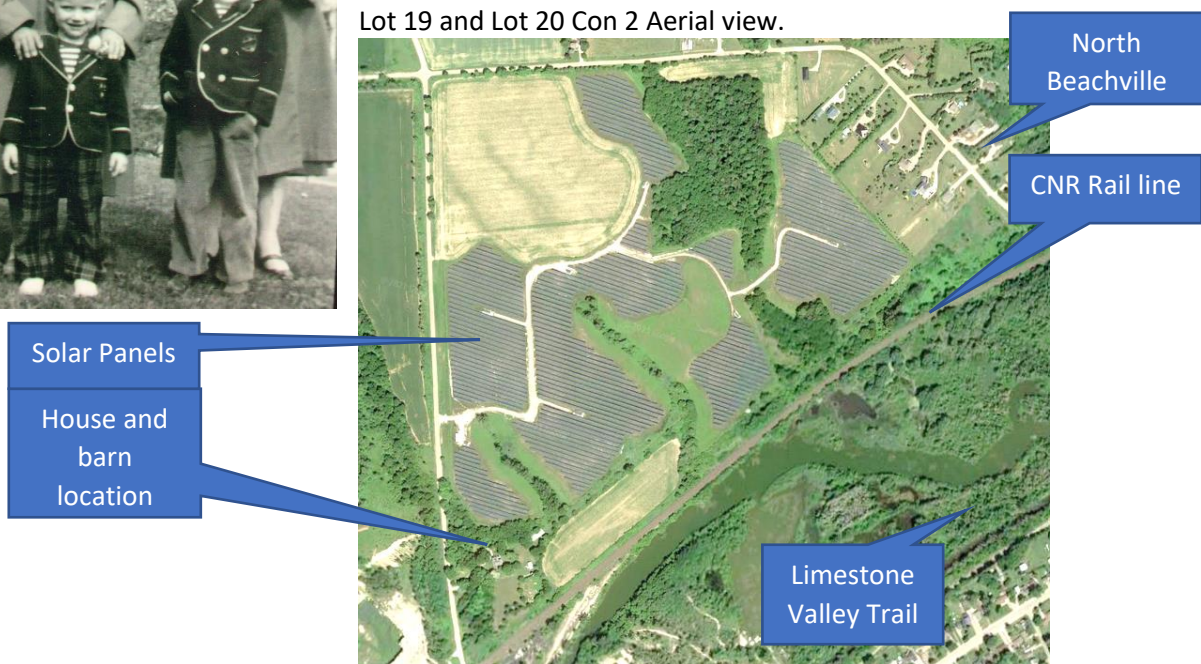 Lot 19 and Lot 20 Con 2 Aerial view.
North
Beachville
CNR Rail line
Solar Panels
House and
barn
location
Limestone
Valley Trail